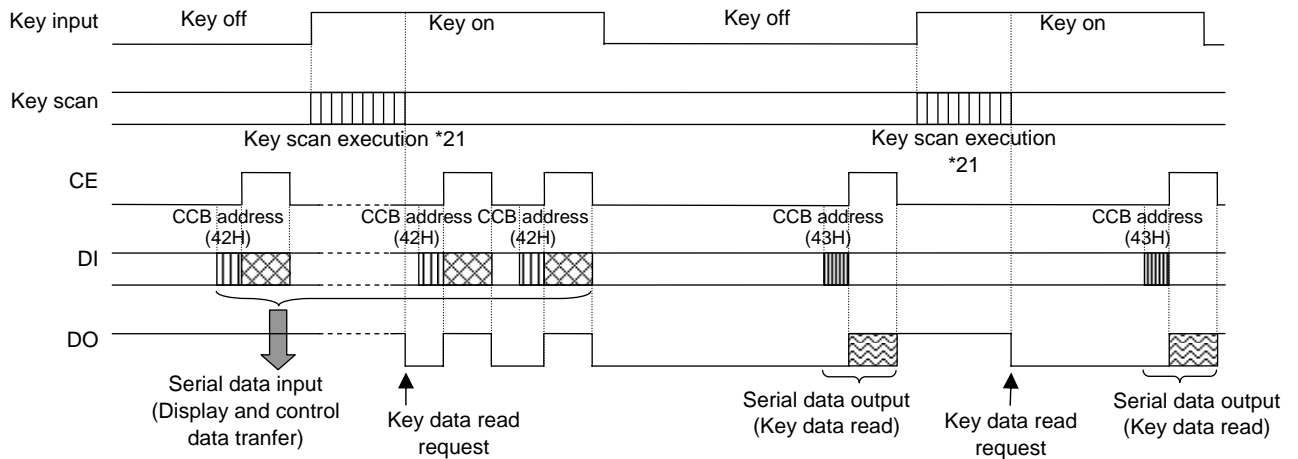 Key input
Key off
Key on
Key off
Key on
Key scan
Key scan execution *21
Key scan execution
*21
CE
CCB address
(42H)
CCB address
(42H)
CCB address
(42H)
CCB address
(43H)
CCB address
(43H)
DI
DO
Serial data input
(Display and control
data tranfer)
Key data read
request
Serial data output
(Key data read)
Key data read
request
Serial data output
(Key data read)